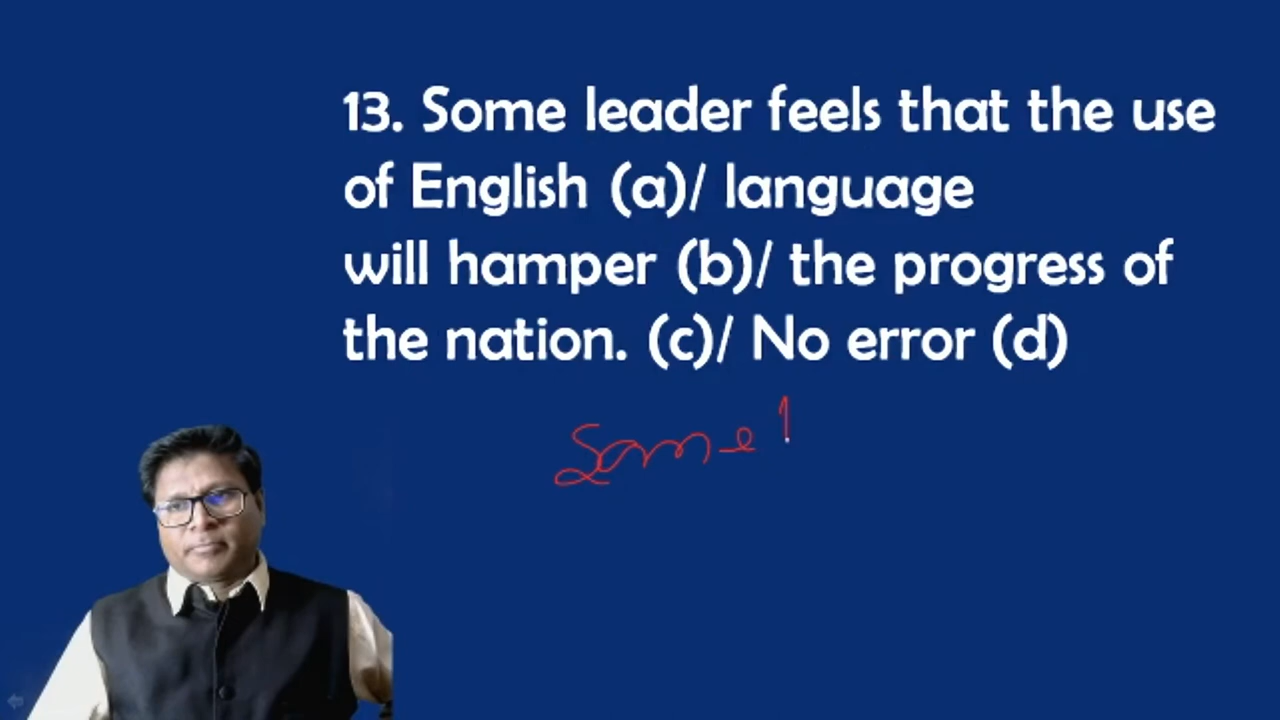 13. Some leader feels that the use
of English (a)/ language
will hamper (b)/ the progress of
the nation. (c)/ No error (d)
Some l